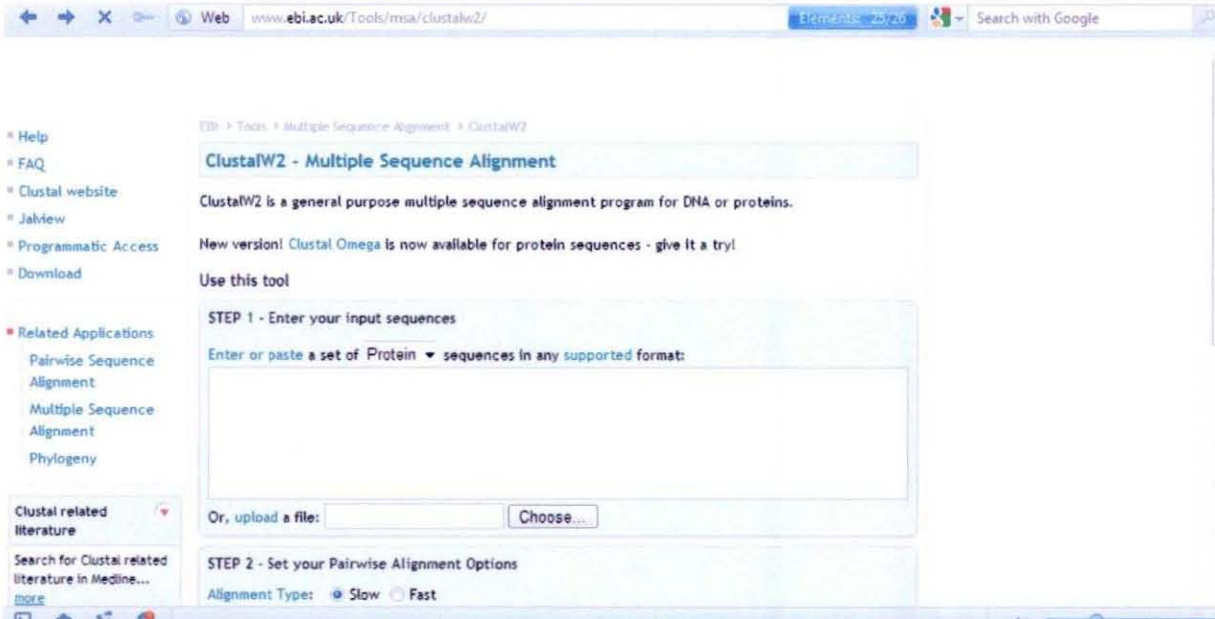 Web www.ebi.ac.uk/Tools/msa/clustalw2/ Elements: 25/26 Search with Google
EBI Tools Multiple Sequence Alignment ClustalW2
Help
FAQ
Clustal website
Jalview
Programmatic Access
Download
Related Applications
Pairwise Sequence
Alignment
Multiple Sequence
Alignment
Phylogeny
Clustal related
literature
Search for Clustal related
literature in Medline...
more
ClustalW2 - Multiple Sequence Alignment
ClustalW2 is a general purpose multiple sequence alignment program for DNA or proteins.
New version! Clustal Omega is now available for protein sequences - give it a try!
Use this tool
STEP 1 - Enter your input sequences
Enter or paste a set of Protein sequences in any supported format:
Or, upload a file: Choose...
STEP 2 - Set your Pairwise Alignment Options
Alignment Type: Slow Fast